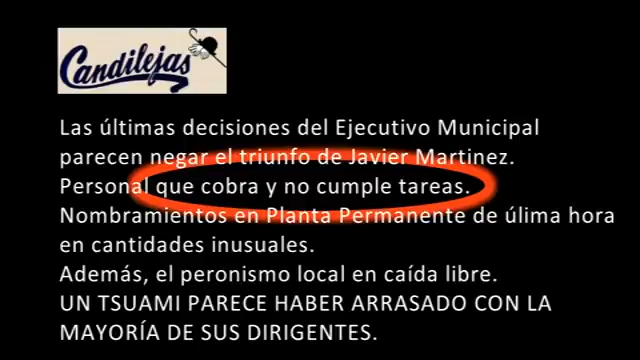 Candilejas
Las últimas decisiones del Ejecutivo Municipal
parecen negar el triunfo de Javier Martinez.
Personal que cobra y no cumple tareas.
Nombramientos en Planta Permanente de úlima hora
en cantidades inusuales.
Además, el peronismo local en caída libre.
UN TSUAMI PARECE HABER ARRASADO CON LA
MAYORÍA DE SUS DIRIGENTES.